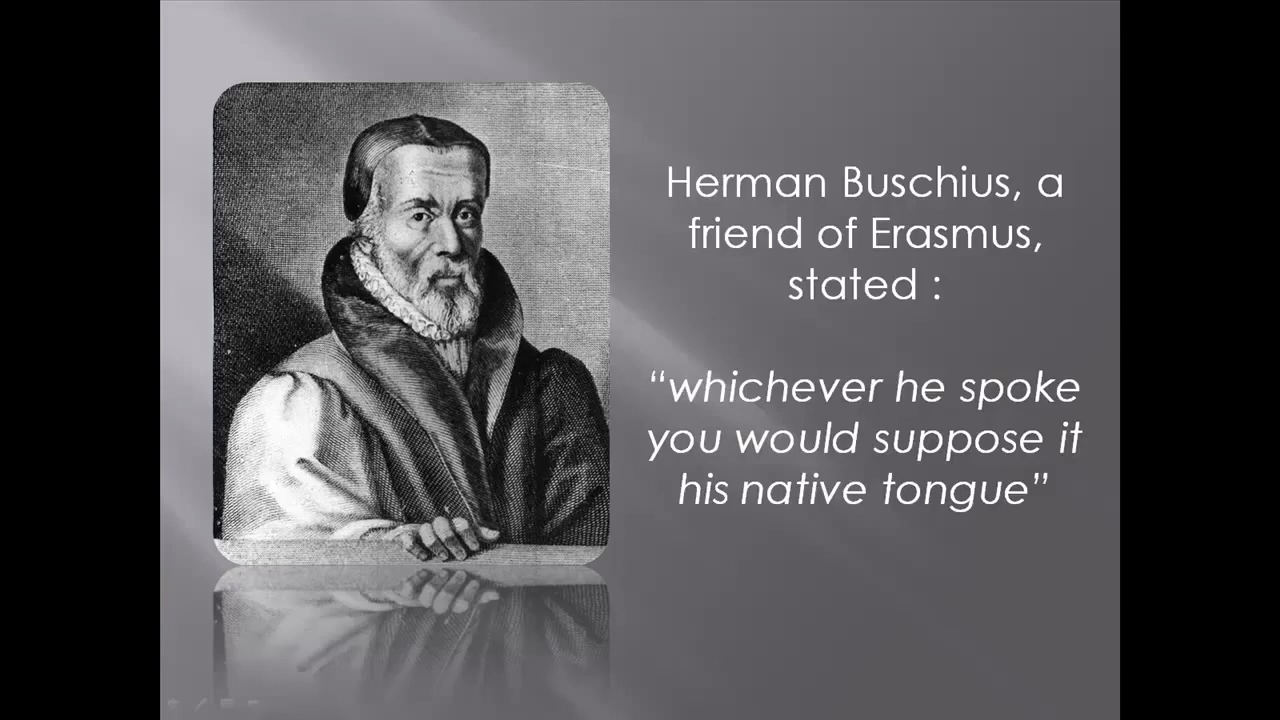 Herman Buschius, a
friend of Erasmus,
stated :
“whichever he spoke
you would suppose it
his native tongue”